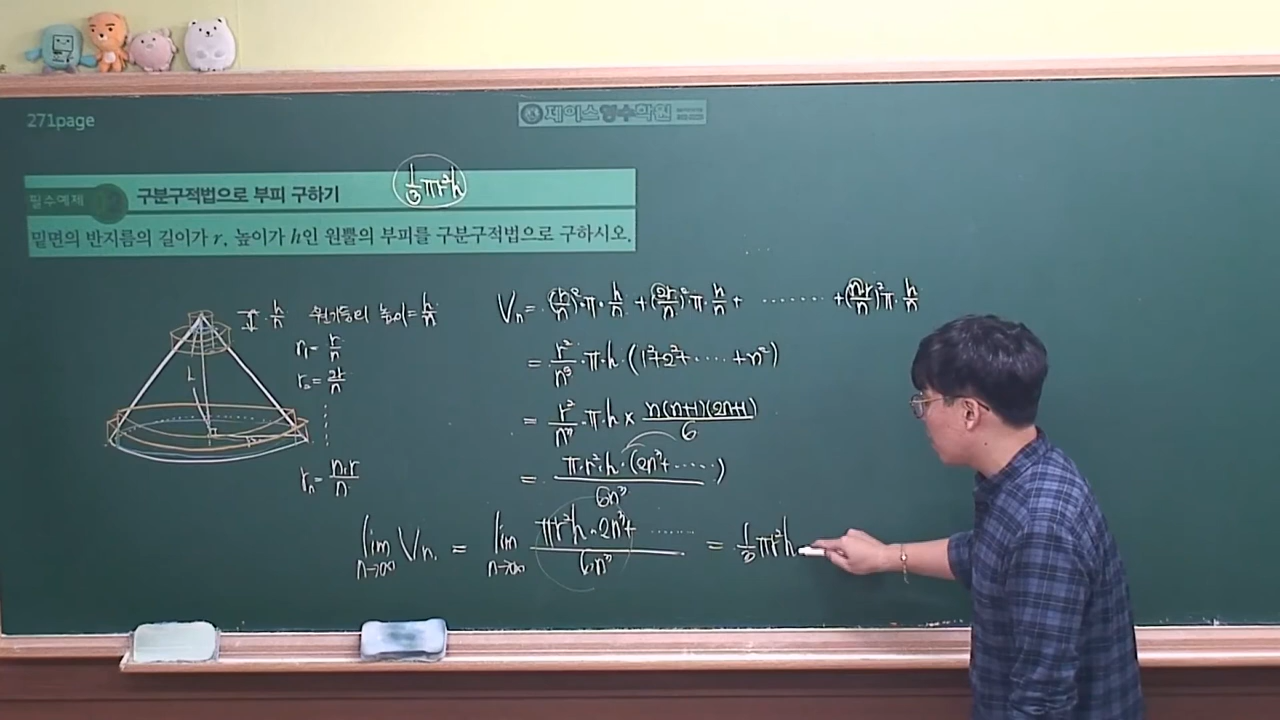 271page
제이스영수학원
필수예제
구분구적법으로 부피 구하기
1/3 πr²h
밑면의 반지름의 길이가 r, 높이가 h인 원뿔의 부피를 구분구적법으로 구하시오.
h/n 원기둥의 높이 = h/n
r₁ = r/n
r₂ = 2r/n
rₙ = n·r/n
h
Vₙ = (r/n)²·π·h/n + (2r/n)²π·h/n + ······· + (n·r/n)²π·h/n
= r²/n³·π·h·(1²+2²+·····+n²)
= r²/n³·π·h × n(n+1)(2n+1)/6
= π·r²·h·(2n³+······)/6n³
lim n→∞ Vₙ = lim n→∞ πr²h·2n³+ ········/6n³ = 1/3 πr²h